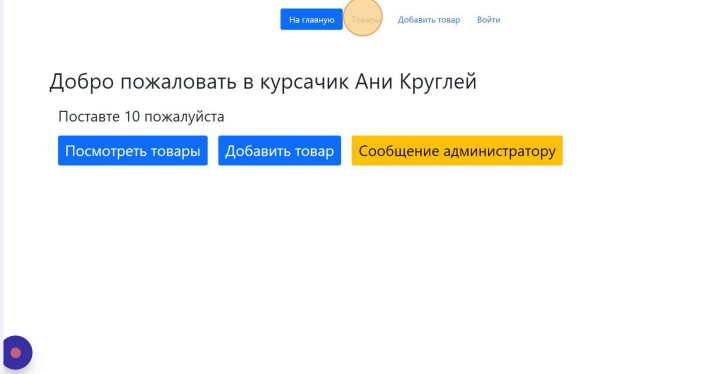 На главную Товары Добавить товар Войти
Добро пожаловать в курсачик Ани Круглей
Поставте 10 пожалуйста
Посмотреть товары Добавить товар Сообщение администратору